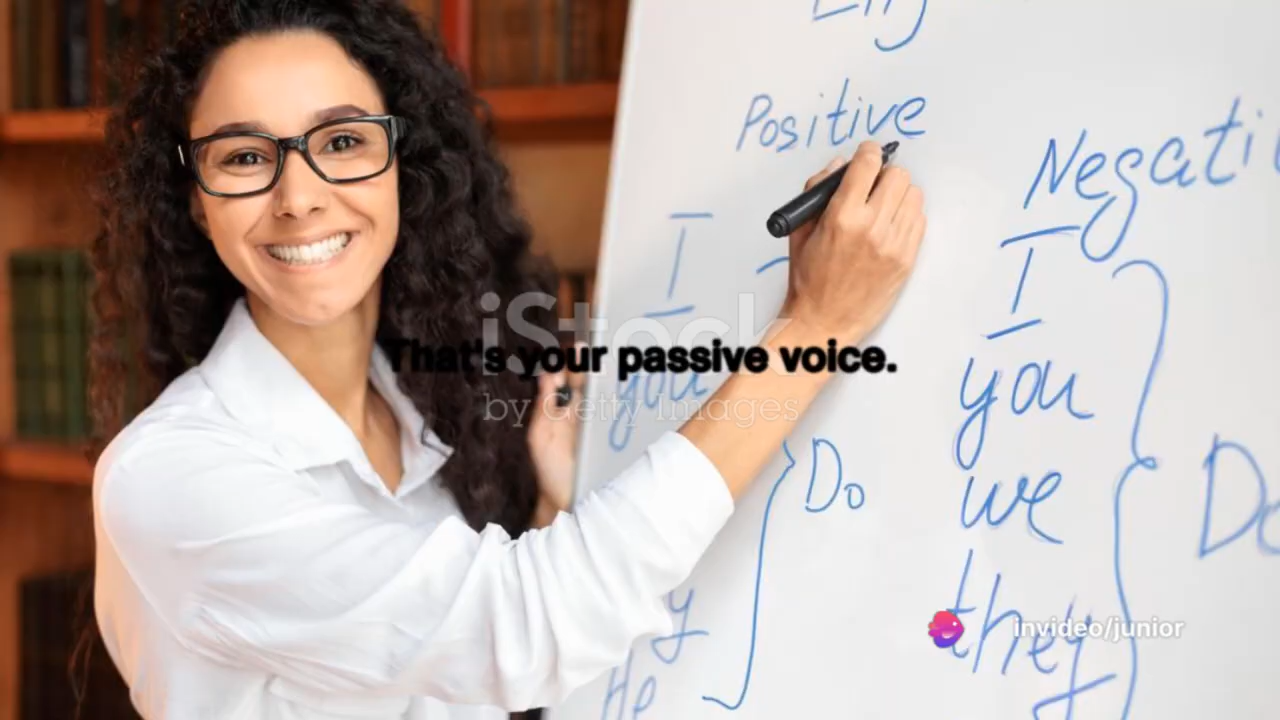 Positive
Negati
I
I
you
you
we
they
y
He
Do
Do
iStock
That's your passive voice.
by Getty Images
invideo/junior